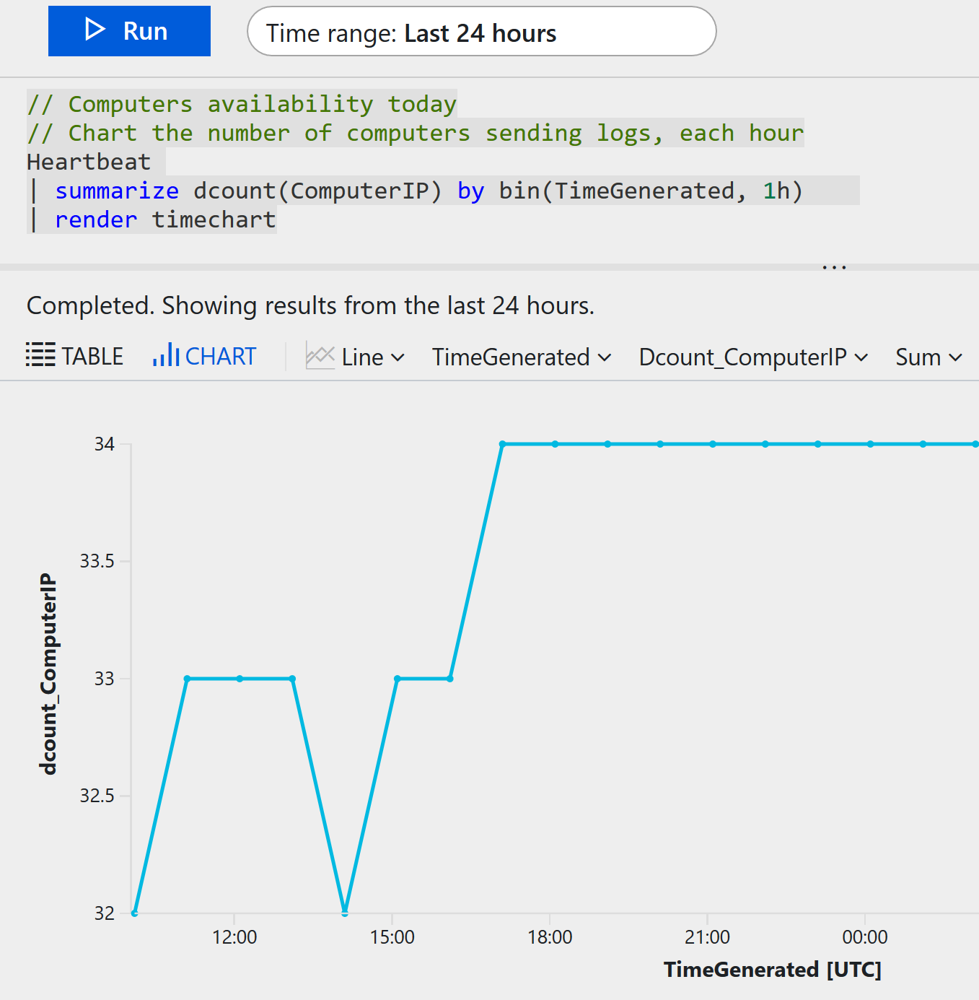 Run
Time range: Last 24 hours
// Computers availability today
// Chart the number of computers sending logs, each hour
Heartbeat
| summarize dcount(ComputerIP) by bin(TimeGenerated, 1h)
| render timechart
...
Completed. Showing results from the last 24 hours.
TABLE CHART Line TimeGenerated Dcount_ComputerIP Sum
34
33.5
33
32.5
32
dcount_ComputerIP
12:00 15:00 18:00 21:00 00:00
TimeGenerated [UTC]